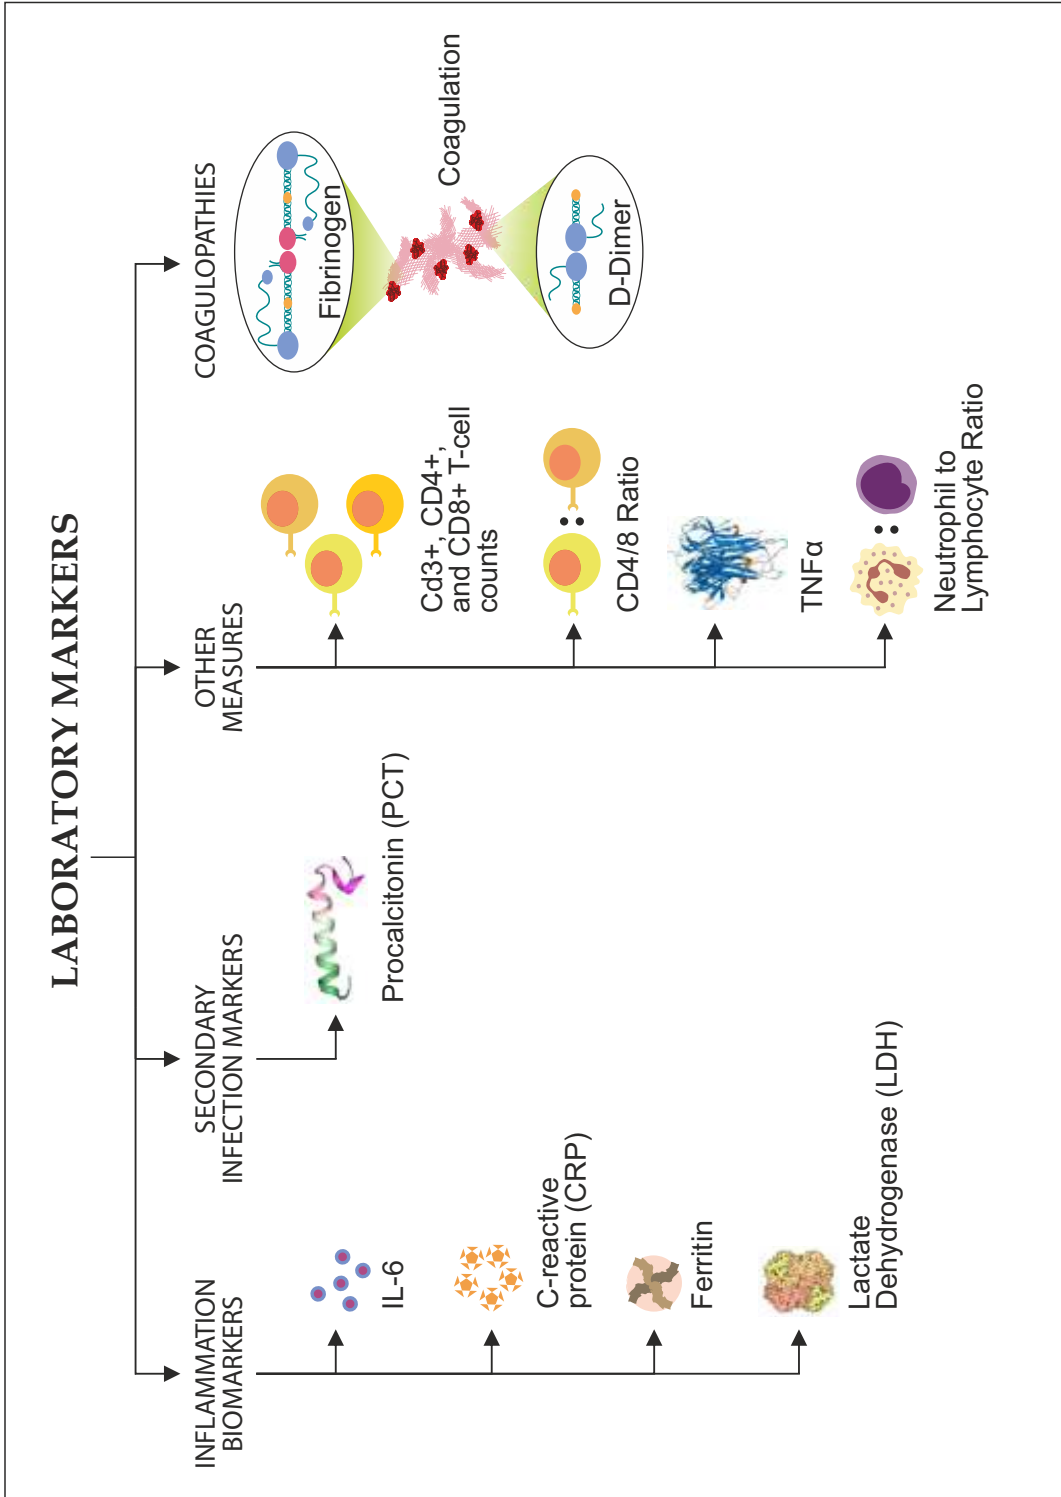 LABORATORY MARKERS
INFLAMMATION
BIOMARKERS
IL-6
C-reactive
protein (CRP)
Ferritin
Lactate
Dehydrogenase (LDH)
SECONDARY
INFECTION MARKERS
Procalcitonin (PCT)
OTHER
MEASURES
Cd3+, CD4+,
and CD8+ T-cell
counts
CD4/8 Ratio
TNFα
Neutrophil to
Lymphocyte Ratio
COAGULOPATHIES
Fibrinogen
Coagulation
D-Dimer